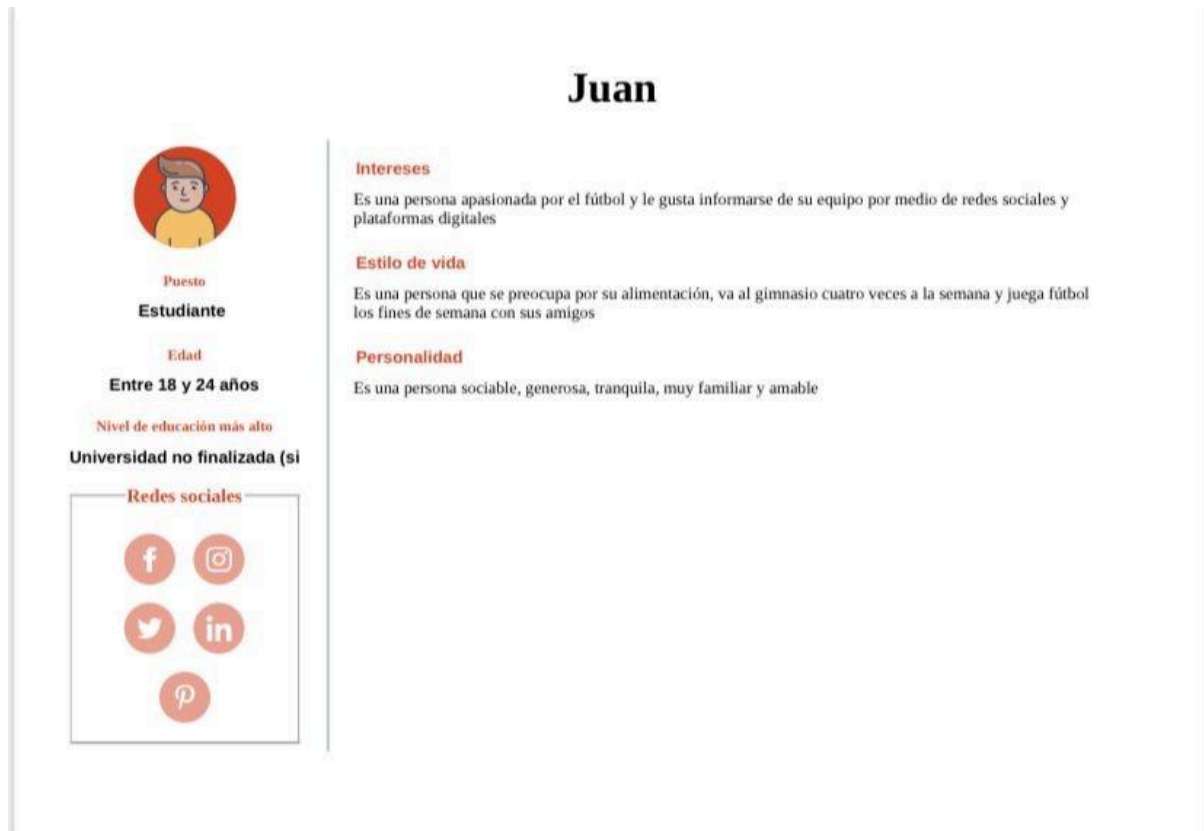 Juan
Puesto
Estudiante
Edad
Entre 18 y 24 años
Nivel de educación más alto
Universidad no finalizada (si
Redes sociales
Intereses
Es una persona apasionada por el fútbol y le gusta informarse de su equipo por medio de redes sociales y
plataformas digitales
Estilo de vida
Es una persona que se preocupa por su alimentación, va al gimnasio cuatro veces a la semana y juega fútbol
los fines de semana con sus amigos
Personalidad
Es una persona sociable, generosa, tranquila, muy familiar y amable